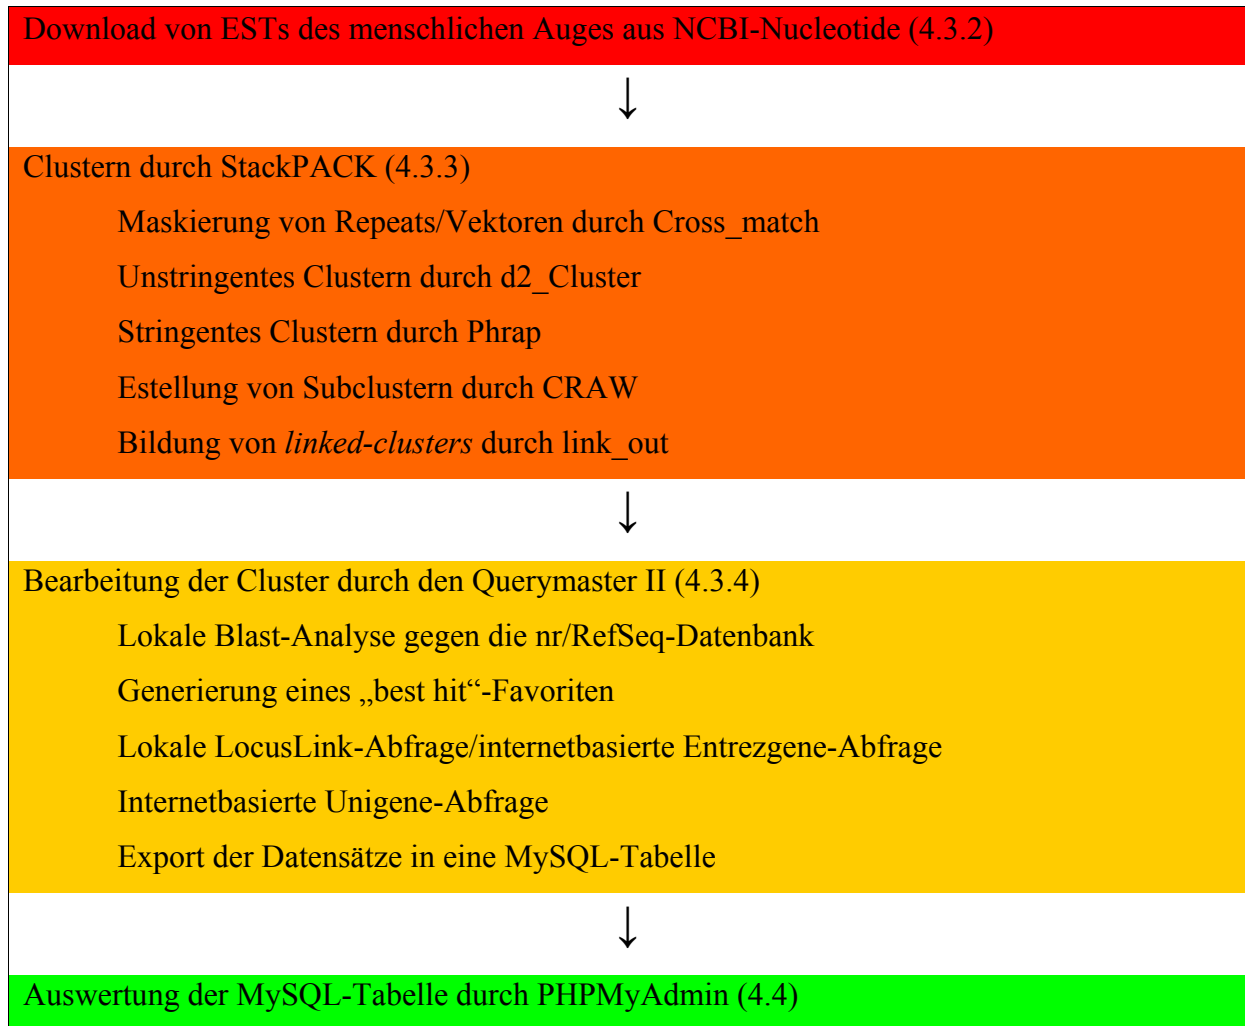 Download von ESTs des menschlichen Auges aus NCBI-Nucleotide (4.3.2)
↓
Clustern durch StackPACK (4.3.3)
Maskierung von Repeats/Vektoren durch Cross_match
Unstringentes Clustern durch d2_Cluster
Stringentes Clustern durch Phrap
Estellung von Subclustern durch CRAW
Bildung von linked-clusters durch link_out
↓
Bearbeitung der Cluster durch den Querymaster II (4.3.4)
Lokale Blast-Analyse gegen die nr/RefSeq-Datenbank
Generierung eines „best hit“-Favoriten
Lokale LocusLink-Abfrage/internetbasierte Entrezgene-Abfrage
Internetbasierte Unigene-Abfrage
Export der Datensätze in eine MySQL-Tabelle
↓
Auswertung der MySQL-Tabelle durch PHPMyAdmin (4.4)